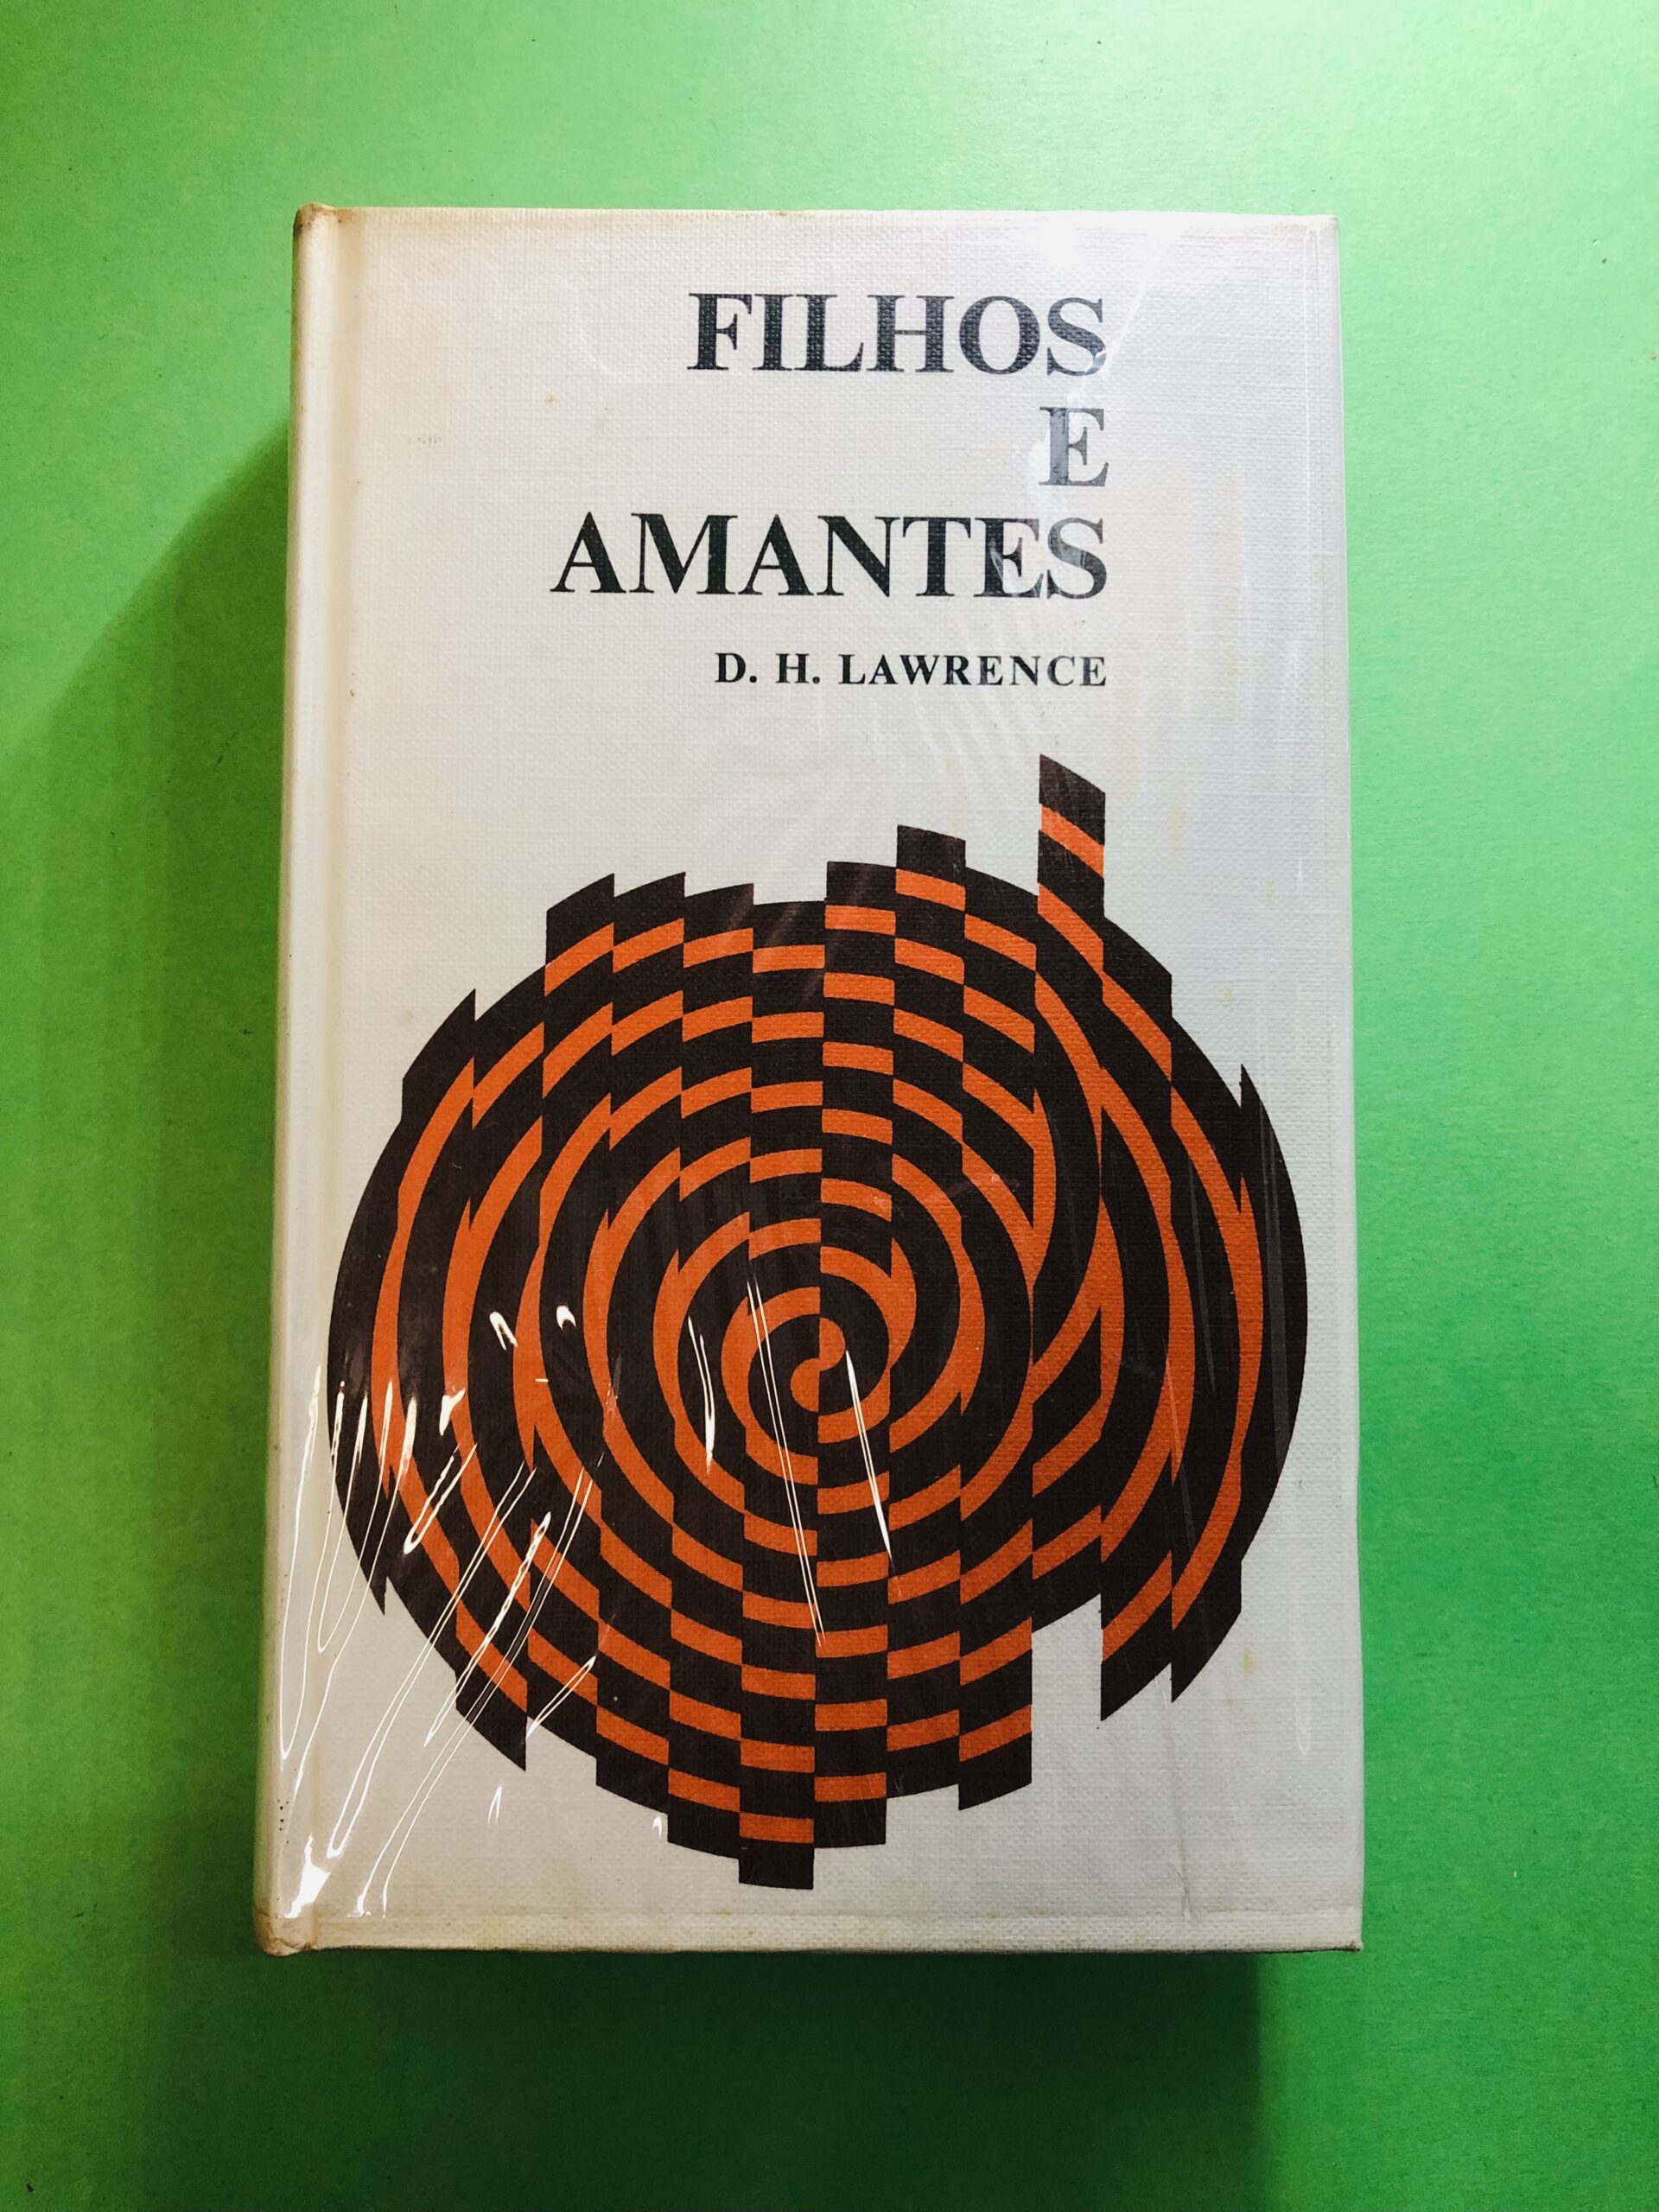 FILHOS
E
AMANTES
D. H. LAWRENCE